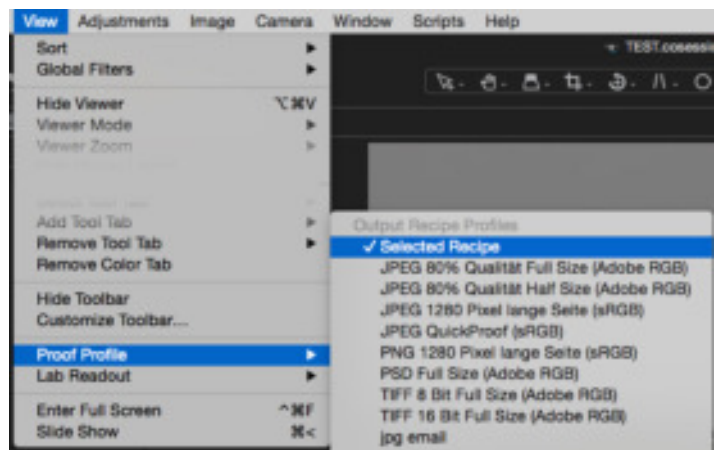 View Adjustments Image Camera Window Scripts Help
Sort
Global Filters
Hide Viewer ⌥⌘V
Viewer Mode
Viewer Zoom
Add Tool Tab
Remove Tool Tab
Remove Color Tab
Hide Toolbar
Customize Toolbar...
Proof Profile
Lab Readout
Enter Full Screen ^⌘F
Slide Show ⌘<
TEST.cosessi
Output Recipe Profiles
✓ Selected Recipe
JPEG 80% Qualität Full Size (Adobe RGB)
JPEG 80% Qualität Half Size (Adobe RGB)
JPEG 1280 Pixel lange Seite (sRGB)
JPEG QuickProof (sRGB)
PNG 1280 Pixel lange Seite (sRGB)
PSD Full Size (Adobe RGB)
TIFF 8 Bit Full Size (Adobe RGB)
TIFF 16 Bit Full Size (Adobe RGB)
jpg email